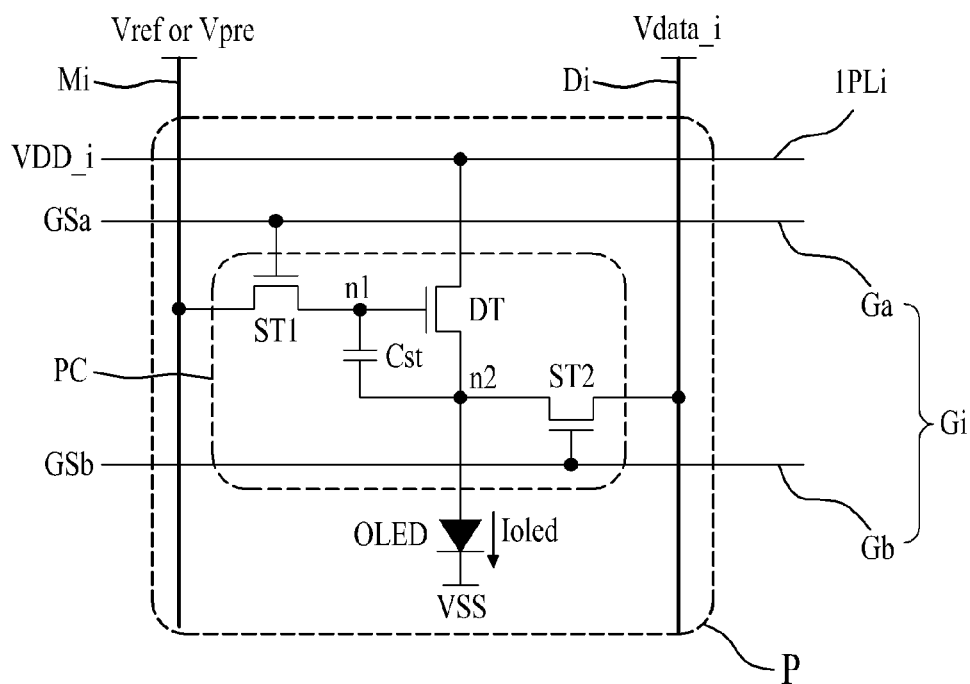 Vref or Vpre
Vdata_i
Mi
Di
1PLi
VDD_i
GSa
n1
DT
Ga
ST1
Cst
PC
n2
ST2
Gi
GSb
OLED
Ioled
Gb
VSS
P